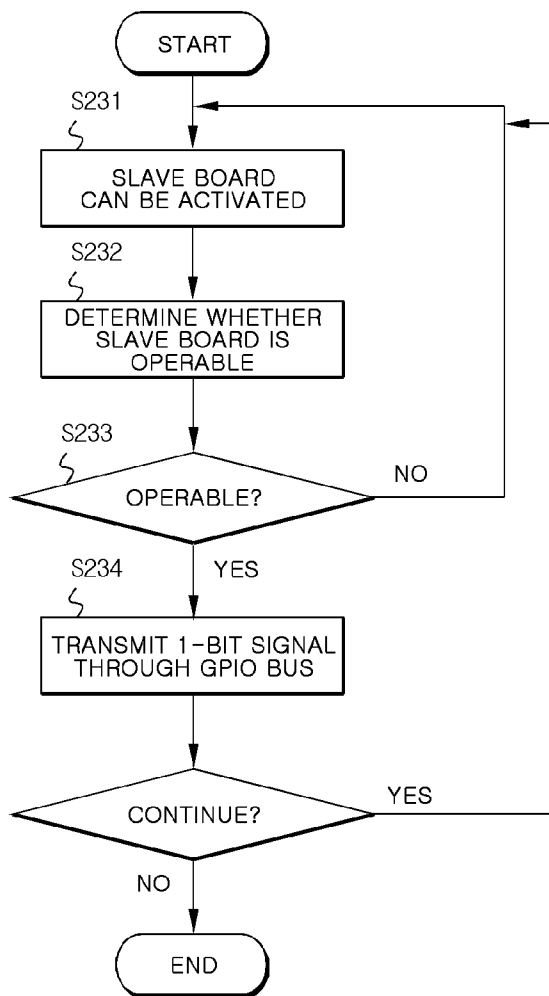 START
S231
SLAVE BOARD
CAN BE ACTIVATED
S232
DETERMINE WHETHER
SLAVE BOARD IS
OPERABLE
S233
OPERABLE?
NO
YES
S234
TRANSMIT 1-BIT SIGNAL
THROUGH GPIO BUS
CONTINUE?
YES
NO
END